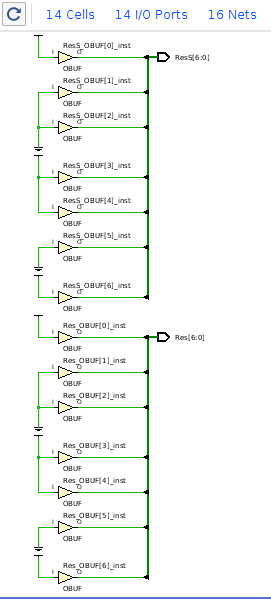 14 Cells 14 I/O Ports 16 Nets
ResS_OBUF[0]_inst
I O ResS[6:0]
OBUF
ResS_OBUF[1]_inst
I O
OBUF
ResS_OBUF[2]_inst
I O
OBUF
ResS_OBUF[3]_inst
I O
OBUF
ResS_OBUF[4]_inst
I O
OBUF
ResS_OBUF[5]_inst
I O
OBUF
ResS_OBUF[6]_inst
I O
OBUF
Res_OBUF[0]_inst
I O Res[6:0]
OBUF
Res_OBUF[1]_inst
I O
OBUF
Res_OBUF[2]_inst
I O
OBUF
Res_OBUF[3]_inst
I O
OBUF
Res_OBUF[4]_inst
I O
OBUF
Res_OBUF[5]_inst
I O
OBUF
Res_OBUF[6]_inst
I O
OBUF